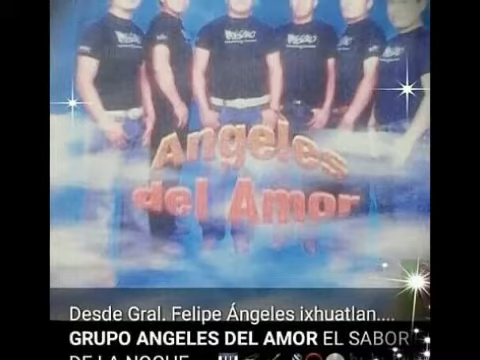 Angeles
del Amor
Desde Gral. Felipe Ángeles ixhuatlan....
GRUPO ANGELES DEL AMOR EL SABOR
DE LA NOCHE